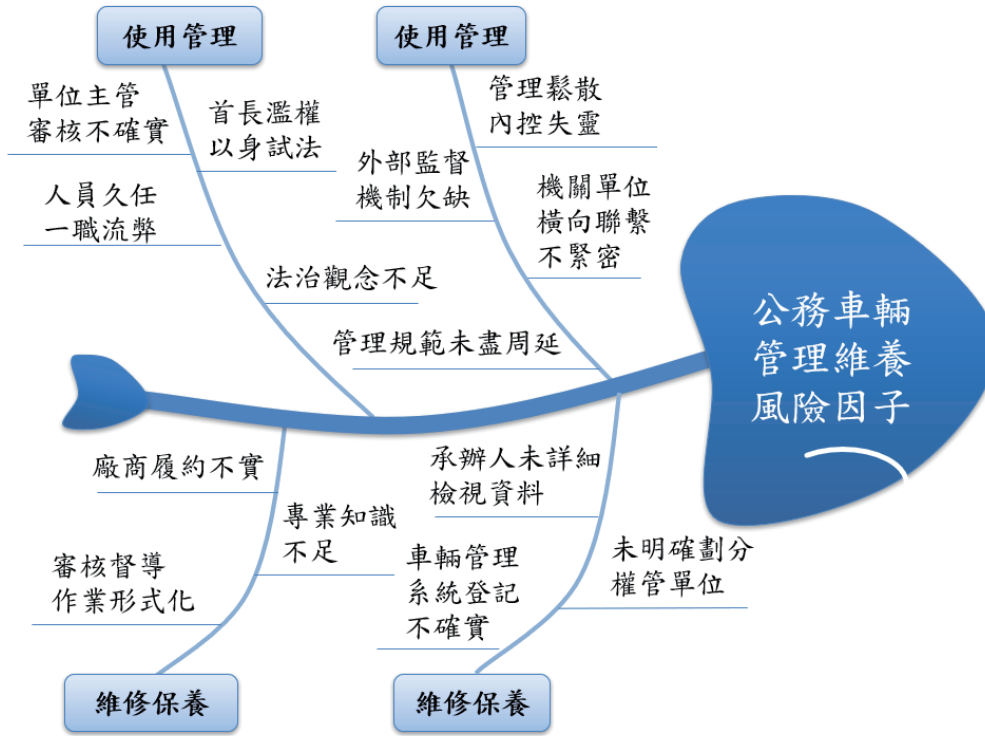 使用管理
使用管理
單位主管
審核不確實
首長濫權
以身試法
人員久任
一職流弊
法治觀念不足
管理鬆散
內控失靈
外部監督
機制欠缺
機關單位
橫向聯繫
不緊密
管理規範未盡周延
公務車輛
管理維養
風險因子
廠商履約不實
專業知識
不足
審核督導
作業形式化
承辦人未詳細
檢視資料
車輛管理
系統登記
不確實
未明確劃分
權管單位
維修保養
維修保養